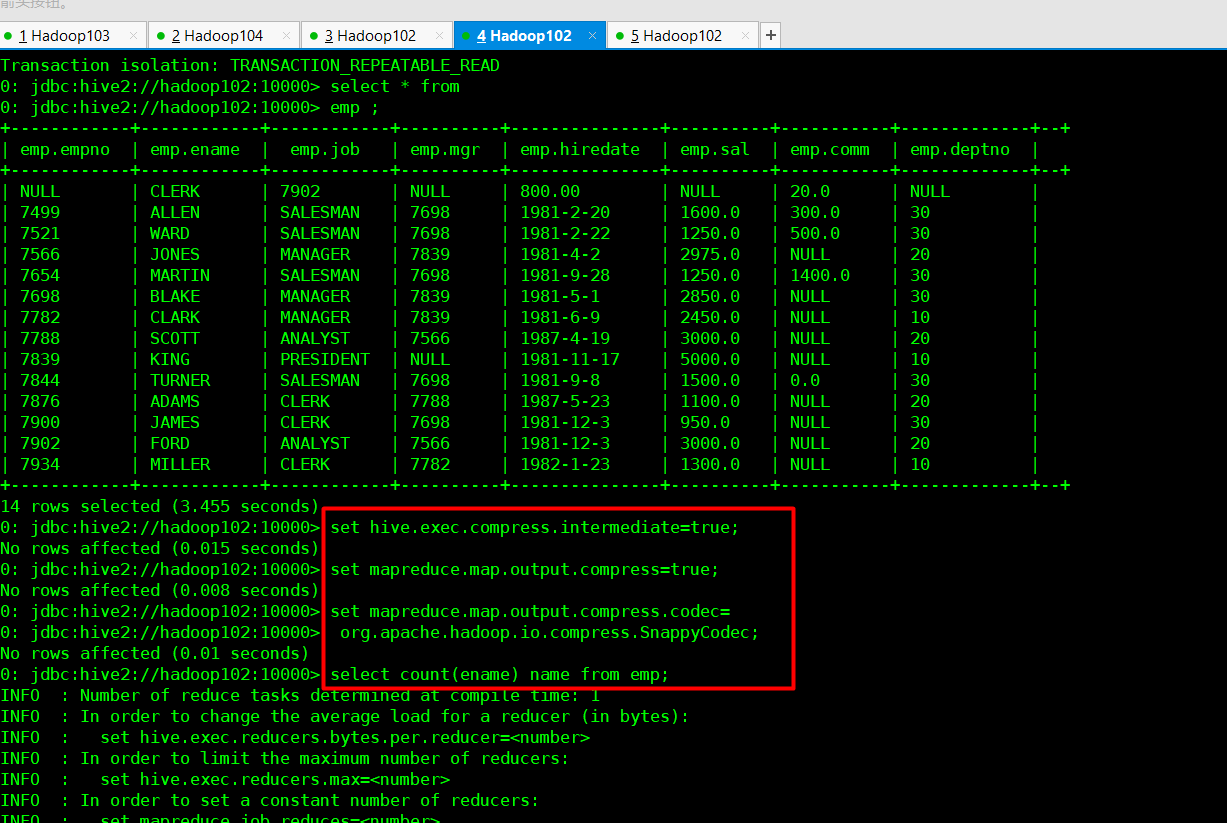 箭头按钮。
1 Hadoop103 × 2 Hadoop104 × 3 Hadoop102 × 4 Hadoop102 × 5 Hadoop102 × +
Transaction isolation: TRANSACTION_REPEATABLE_READ
0: jdbc:hive2://hadoop102:10000> select * from
0: jdbc:hive2://hadoop102:10000> emp ;
+------------+------------+------------+----------+---------------+----------+-----------+-------------+--+
| emp.empno | emp.ename | emp.job | emp.mgr | emp.hiredate | emp.sal | emp.comm | emp.deptno |
+------------+------------+------------+----------+---------------+----------+-----------+-------------+--+
| NULL | CLERK | 7902 | NULL | 800.00 | NULL | 20.0 | NULL |
| 7499 | ALLEN | SALESMAN | 7698 | 1981-2-20 | 1600.0 | 300.0 | 30 |
| 7521 | WARD | SALESMAN | 7698 | 1981-2-22 | 1250.0 | 500.0 | 30 |
| 7566 | JONES | MANAGER | 7839 | 1981-4-2 | 2975.0 | NULL | 20 |
| 7654 | MARTIN | SALESMAN | 7698 | 1981-9-28 | 1250.0 | 1400.0 | 30 |
| 7698 | BLAKE | MANAGER | 7839 | 1981-5-1 | 2850.0 | NULL | 30 |
| 7782 | CLARK | MANAGER | 7839 | 1981-6-9 | 2450.0 | NULL | 10 |
| 7788 | SCOTT | ANALYST | 7566 | 1987-4-19 | 3000.0 | NULL | 20 |
| 7839 | KING | PRESIDENT | NULL | 1981-11-17 | 5000.0 | NULL | 10 |
| 7844 | TURNER | SALESMAN | 7698 | 1981-9-8 | 1500.0 | 0.0 | 30 |
| 7876 | ADAMS | CLERK | 7788 | 1987-5-23 | 1100.0 | NULL | 20 |
| 7900 | JAMES | CLERK | 7698 | 1981-12-3 | 950.0 | NULL | 30 |
| 7902 | FORD | ANALYST | 7566 | 1981-12-3 | 3000.0 | NULL | 20 |
| 7934 | MILLER | CLERK | 7782 | 1982-1-23 | 1300.0 | NULL | 10 |
+------------+------------+------------+----------+---------------+----------+-----------+-------------+--+
14 rows selected (3.455 seconds)
0: jdbc:hive2://hadoop102:10000> set hive.exec.compress.intermediate=true;
No rows affected (0.015 seconds)
0: jdbc:hive2://hadoop102:10000> set mapreduce.map.output.compress=true;
No rows affected (0.008 seconds)
0: jdbc:hive2://hadoop102:10000> set mapreduce.map.output.compress.codec=
0: jdbc:hive2://hadoop102:10000> org.apache.hadoop.io.compress.SnappyCodec;
No rows affected (0.01 seconds)
0: jdbc:hive2://hadoop102:10000> select count(ename) name from emp;
INFO : Number of reduce tasks determined at compile time: 1
INFO : In order to change the average load for a reducer (in bytes):
INFO : set hive.exec.reducers.bytes.per.reducer=<number>
INFO : In order to limit the maximum number of reducers:
INFO : set hive.exec.reducers.max=<number>
INFO : In order to set a constant number of reducers:
INFO : set mapreduce.job.reduces=<number>